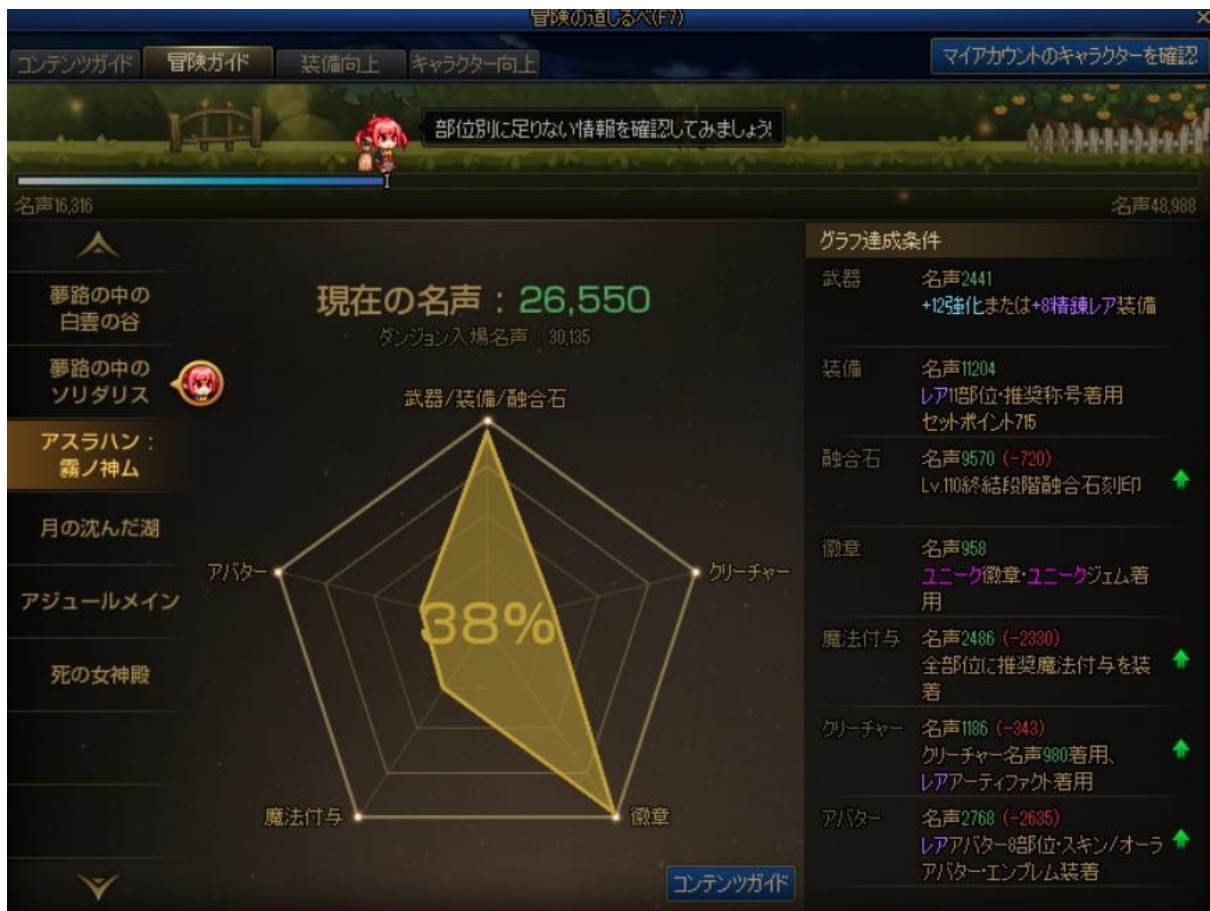 冒険の道しるべ(F7)
コンテンツガイド
冒険ガイド
装備向上
キャラクター向上
マイアカウントのキャラクターを確認
部位別に足りない情報を確認してみましょう!
名声16,316
名声48,988
夢路の中の
白雲の谷
夢路の中の
ソリダリス
アスラハン:
霧ノ神ム
月の沈んだ湖
アジュールメイン
死の女神殿
現在の名声:26,550
ダンジョン入場名声:30,135
武器/装備/融合石
アバター
クリーチャー
38%
魔法付与
徽章
コンテンツガイド
グラフ達成条件
武器 名声2441
+12強化または+8精錬レア装備
装備 名声11204
レア11部位・推奨称号着用
セットポイント715
融合石 名声9570 (-720)
Lv.110終結段階融合石刻印
徽章 名声958
ユニーク徽章・ユニークジェム着
用
魔法付与 名声2486 (-2330)
全部位に推奨魔法付与を装
着
クリーチャー 名声1186 (-343)
クリーチャー名声980着用、
レアアーティファクト着用
アバター 名声2768 (-2635)
レアアバター8部位・スキン/オーラ
アバター・エンブレム装着